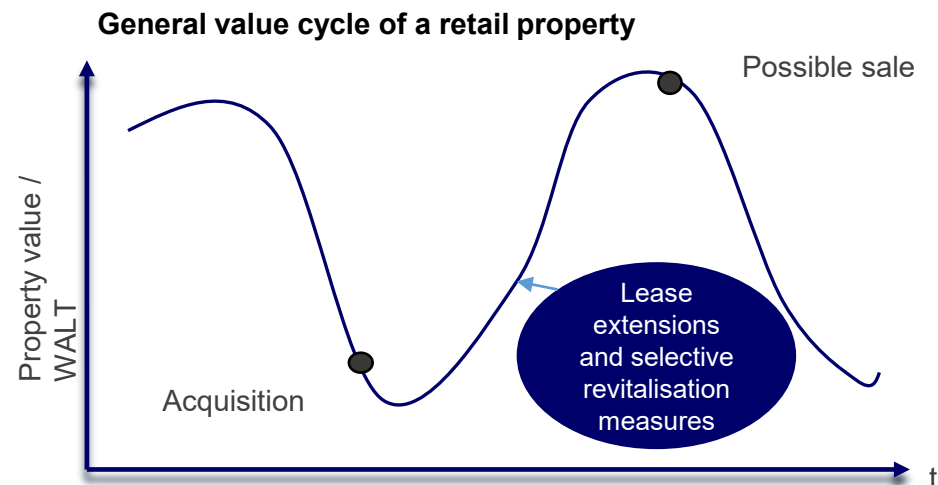 General value cycle of a retail property
Possible sale
Property value /
WALT
Lease
extensions
and selective
revitalisation
measures
Acquisition
t